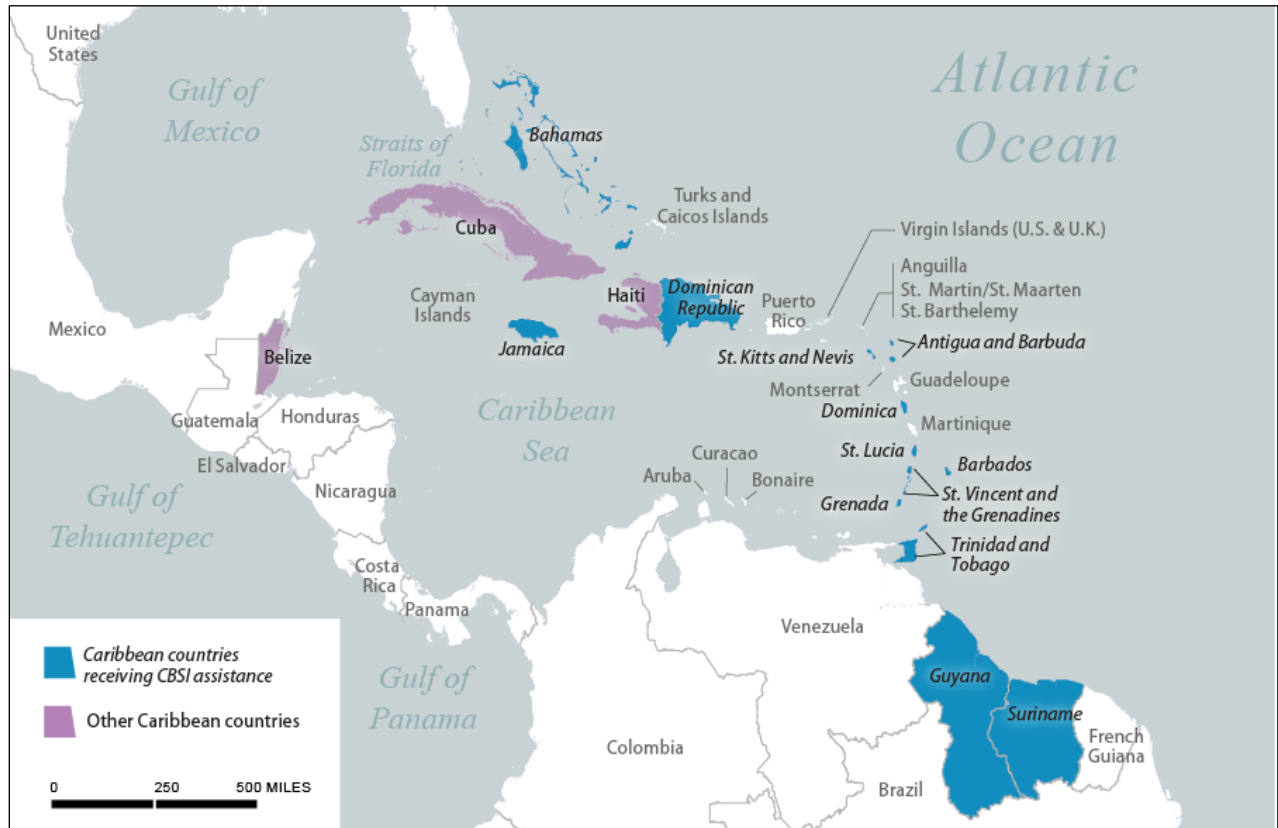 United
States
Gulf of
Mexico
Atlantic
Ocean
Straits of
Florida
Bahamas
Turks and
Caicos Islands
Cuba
Virgin Islands (U.S. & U.K.)
Anguilla
St. Martin/St. Maarten
St. Barthelemy
Cayman
Islands
Haiti
Dominican
Republic
Puerto
Rico
Mexico
Jamaica
Belize
St. Kitts and Nevis
Antigua and Barbuda
Montserrat
Guadeloupe
Guatemala
Honduras
Caribbean
Sea
Dominica
Martinique
El Salvador
St. Lucia
Barbados
Curacao
Aruba
Bonaire
Nicaragua
Grenada
St. Vincent and
the Grenadines
Gulf of
Tehuantepec
Trinidad and
Tobago
Costa
Rica
Panama
Venezuela
Guyana
Suriname
French
Guiana
Gulf of
Panama
Colombia
Brazil
Caribbean countries
receiving CBSI assistance
Other Caribbean countries
0 250 500 MILES